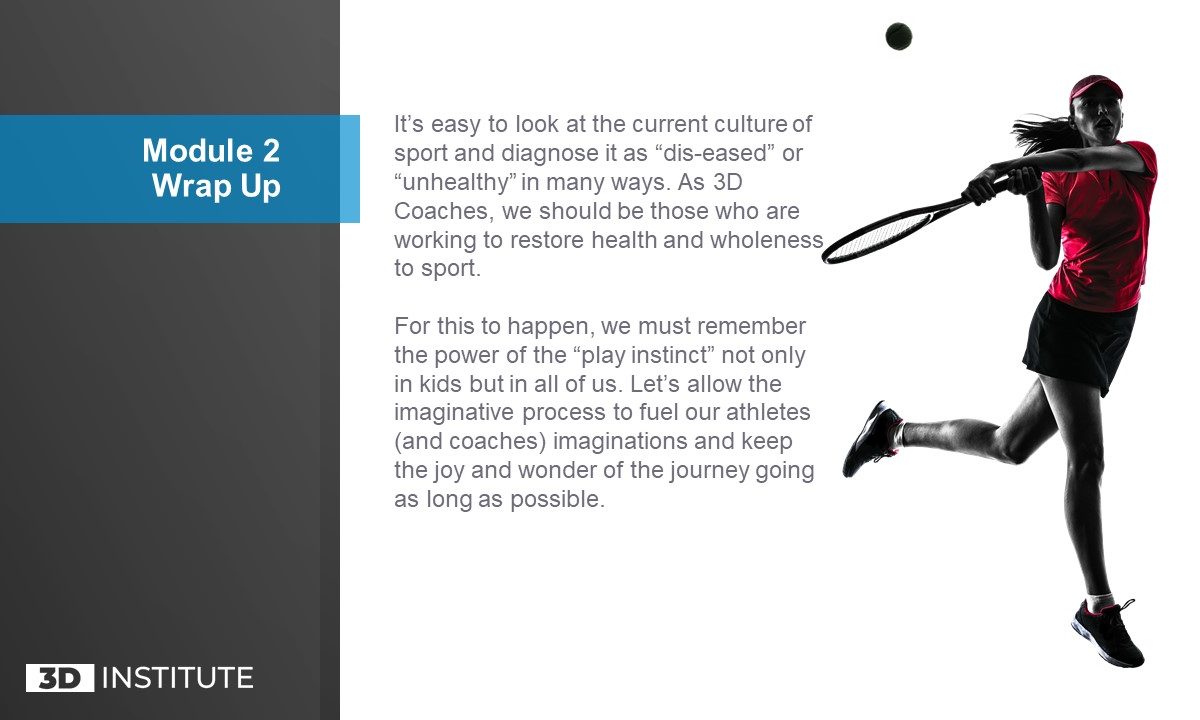 Module 2
Wrap Up
It’s easy to look at the current culture of
sport and diagnose it as “dis-eased” or
“unhealthy” in many ways. As 3D
Coaches, we should be those who are
working to restore health and wholeness
to sport.
For this to happen, we must remember
the power of the “play instinct” not only
in kids but in all of us. Let’s allow the
imaginative process to fuel our athletes
(and coaches) imaginations and keep
the joy and wonder of the journey going
as long as possible.
3D INSTITUTE